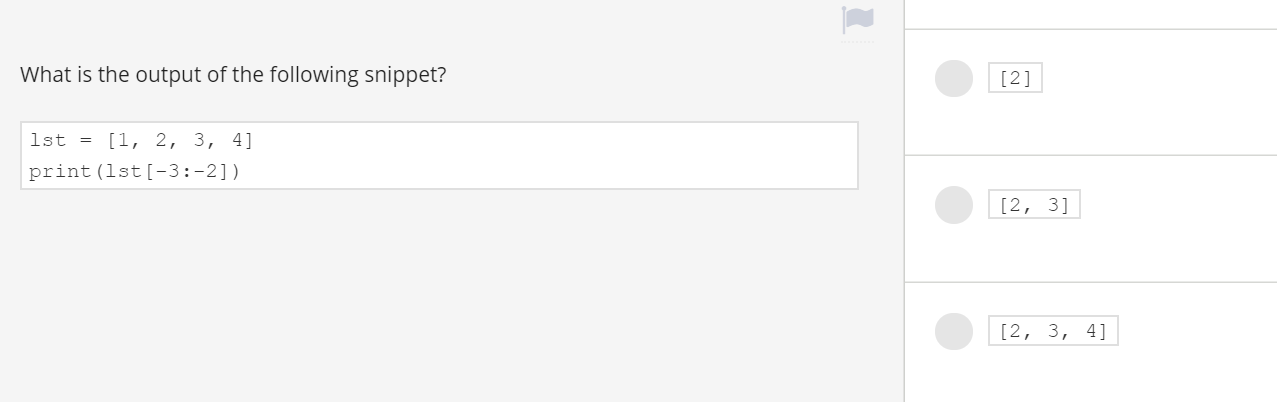 What is the output of the following snippet?
lst = [1, 2, 3, 4]
print(lst[-3:-2])
[2]
[2, 3]
[2, 3, 4]